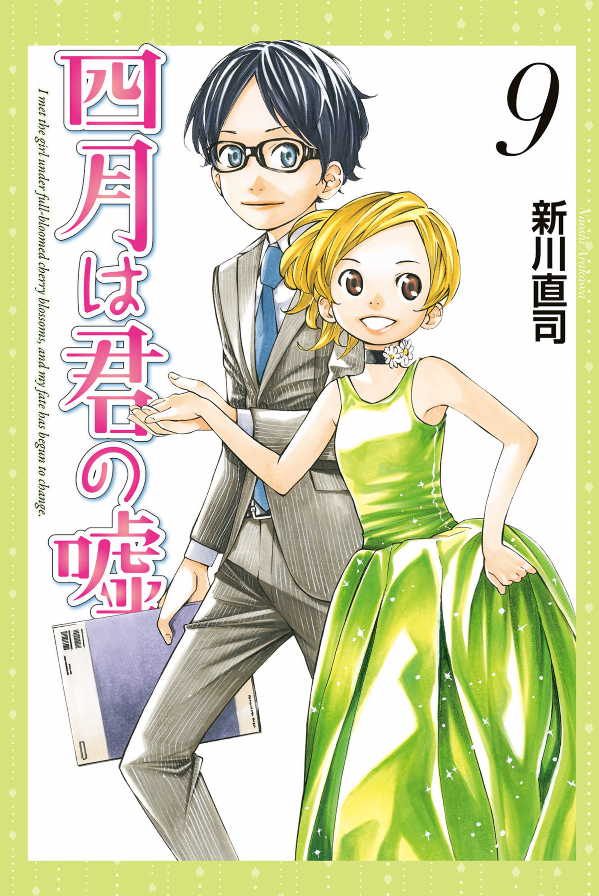 9
四月は君の嘘
I met the girl under full-bloomed cherry blossoms, and my fate has begun to change.
新川直司
Naoshi Arakawa